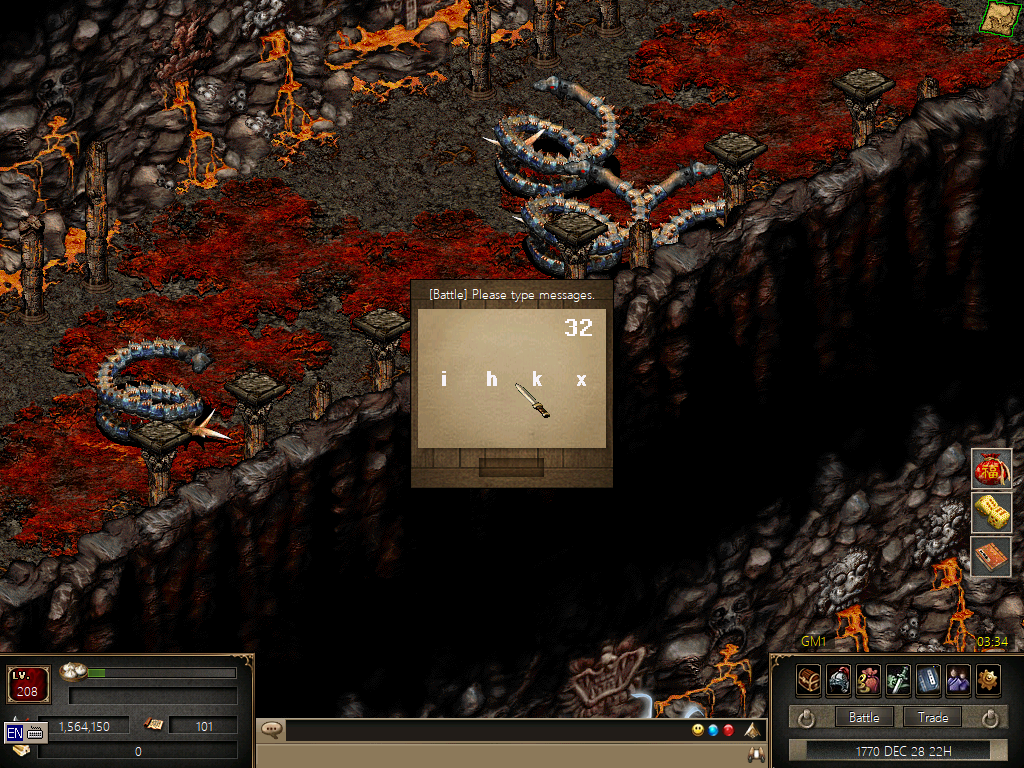 [Battle] Please type messages.
32
i h k x
福
GM1 03:34
LV.
208
1,564,150 101
EN
0
Battle Trade
1770 DEC 28 22H